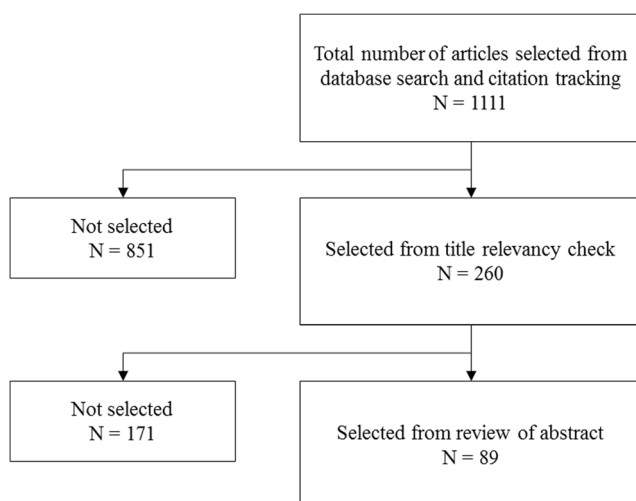 Total number of articles selected from
database search and citation tracking
N = 1111
Not selected
N = 851
Selected from title relevancy check
N = 260
Not selected
N = 171
Selected from review of abstract
N = 89